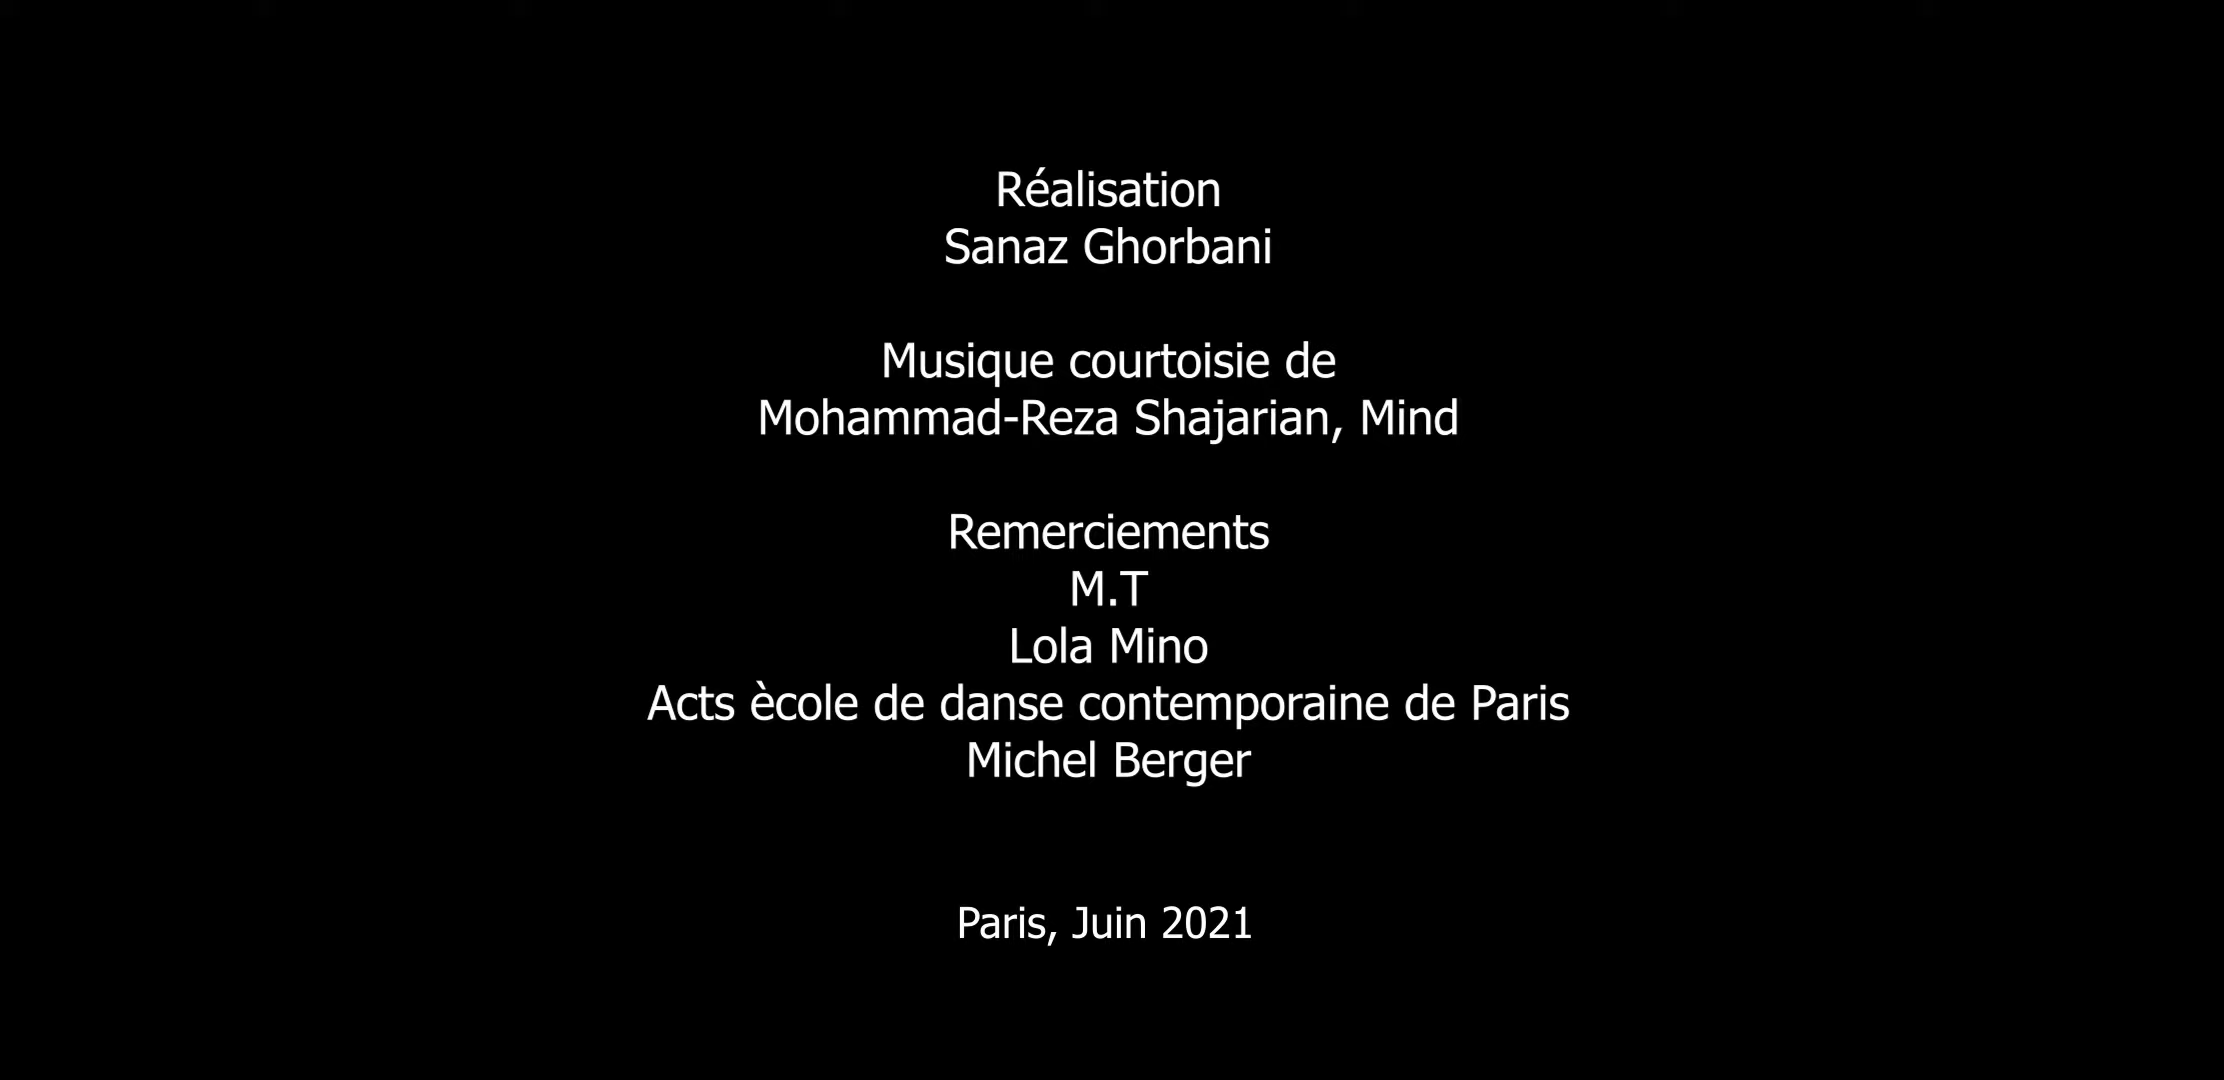 Réalisation
Sanaz Ghorbani
Musique courtoisie de
Mohammad-Reza Shajarian, Mind
Remerciements
M.T
Lola Mino
Acts ècole de danse contemporaine de Paris
Michel Berger
Paris, Juin 2021